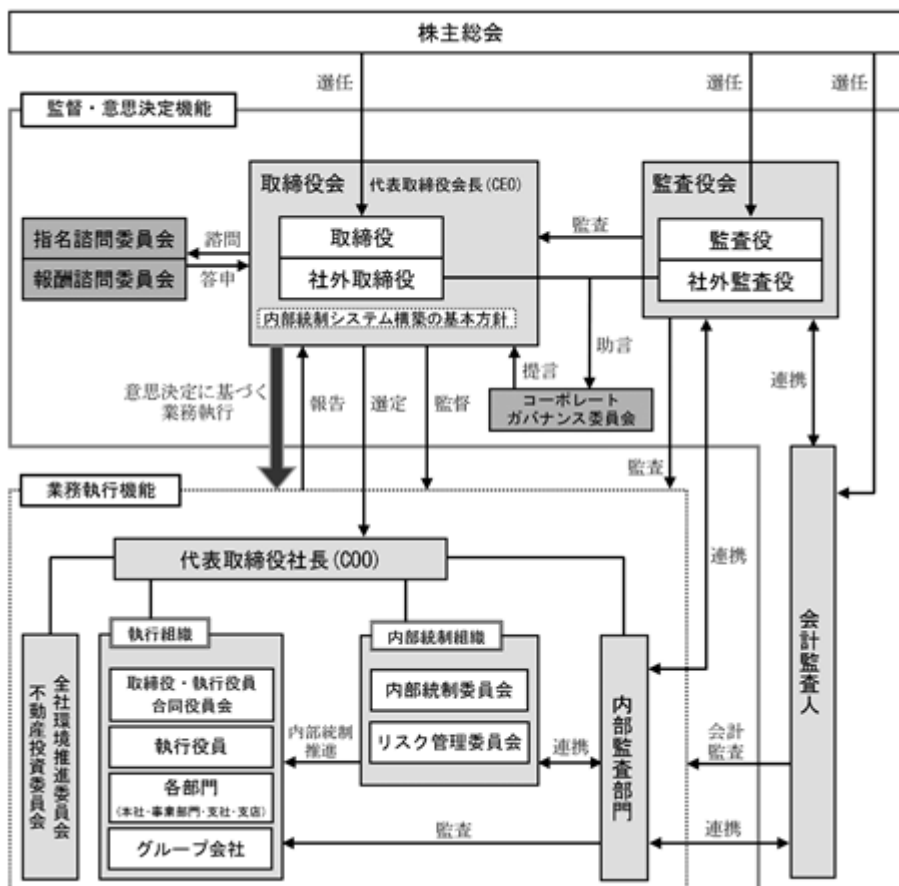 株主総会
選任
選任
選任
監督・意思決定機能
取締役会 代表取締役会長(CEO)
監査役会
指名諮問委員会
諮問
取締役
監査
監査役
報酬諮問委員会
答申
社外取締役
社外監査役
内部統制システム構築の基本方針
意思決定に基づく
業務執行
報告
選定
監督
提言
助言
連携
コーポレート
ガバナンス委員会
監査
業務執行機能
連携
代表取締役社長(COO)
執行組織
内部統制組織
全社環境推進委員会
不動産投資委員会
取締役・執行役員
合同役員会
内部統制委員会
執行役員
内部統制
推進
リスク管理委員会
連携
内部監査部門
会計
監査
会計監査人
各部門
(本社・事業部門・支社・支店)
監査
連携
グループ会社